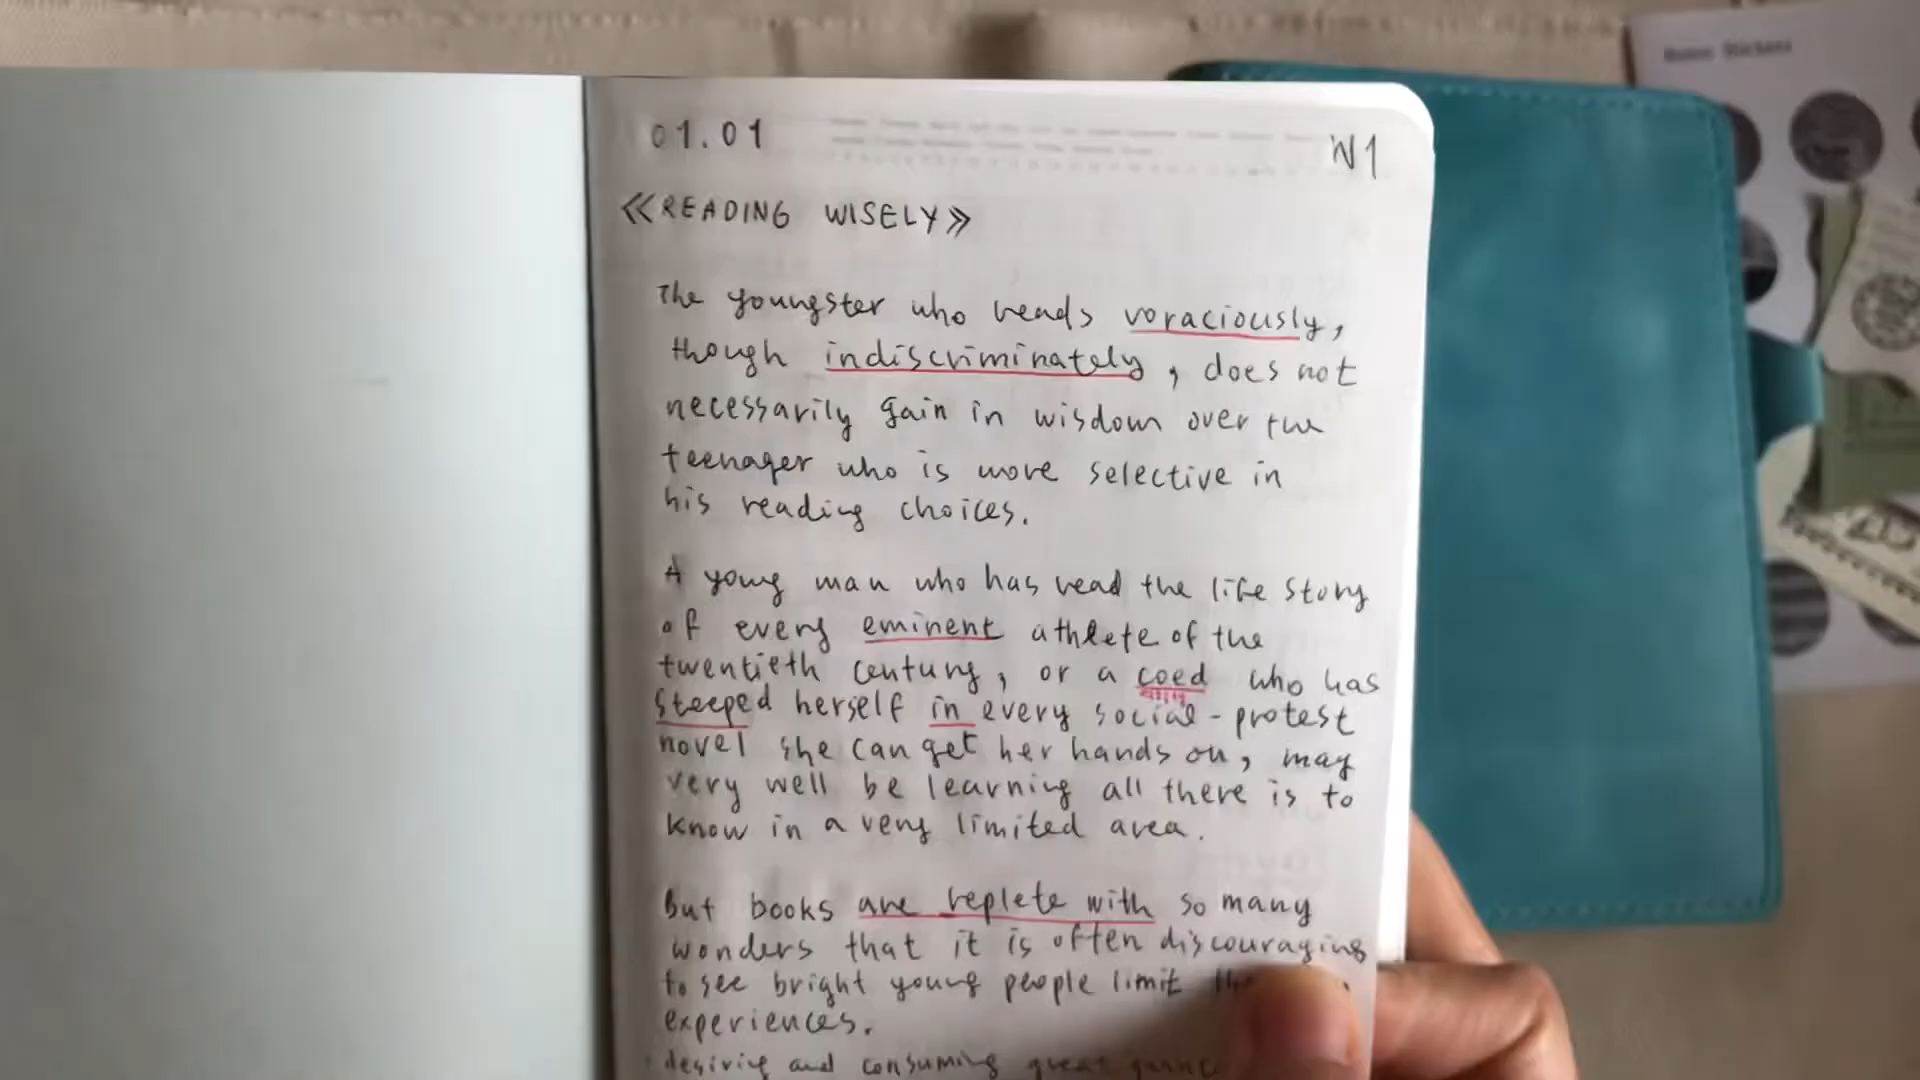 01.01
W1
≪READING WISELY≫
The youngster who reads voraciously,
though indiscriminately, does not
necessarily gain in wisdom over the
teenager who is more selective in
his reading choices.
A young man who has read the life story
of every eminent athlete of the
twentieth century, or a coed who has
steeped herself in every social-protest
novel she can get her hands on, may
very well be learning all there is to
know in a very limited area.
But books are replete with so many
wonders that it is often discouraging
to see bright young people limit
experiences.
desiring and consuming great
Stickers